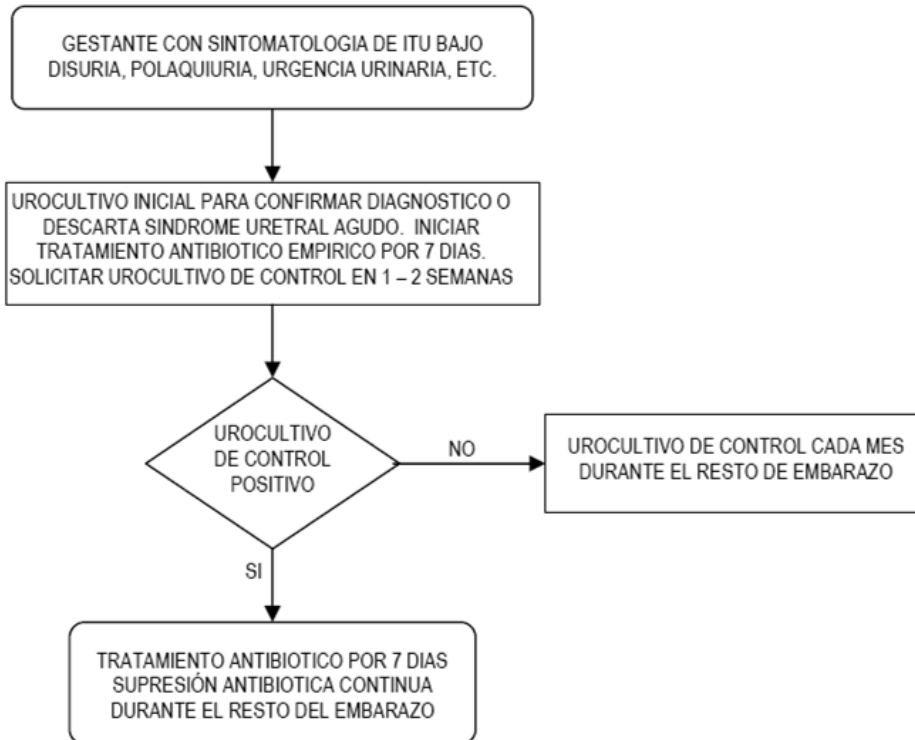 GESTANTE CON SINTOMATOLOGIA DE ITU BAJO
DISURIA, POLAQUIURIA, URGENCIA URINARIA, ETC.
UROCULTIVO INICIAL PARA CONFIRMAR DIAGNOSTICO O
DESCARTA SINDROME URETRAL AGUDO. INICIAR
TRATAMIENTO ANTIBIOTICO EMPIRICO POR 7 DIAS.
SOLICITAR UROCULTIVO DE CONTROL EN 1 – 2 SEMANAS
UROCULTIVO
DE CONTROL
POSITIVO
NO
UROCULTIVO DE CONTROL CADA MES
DURANTE EL RESTO DE EMBARAZO
SI
TRATAMIENTO ANTIBIOTICO POR 7 DIAS
SUPRESIÓN ANTIBIOTICA CONTINUA
DURANTE EL RESTO DEL EMBARAZO